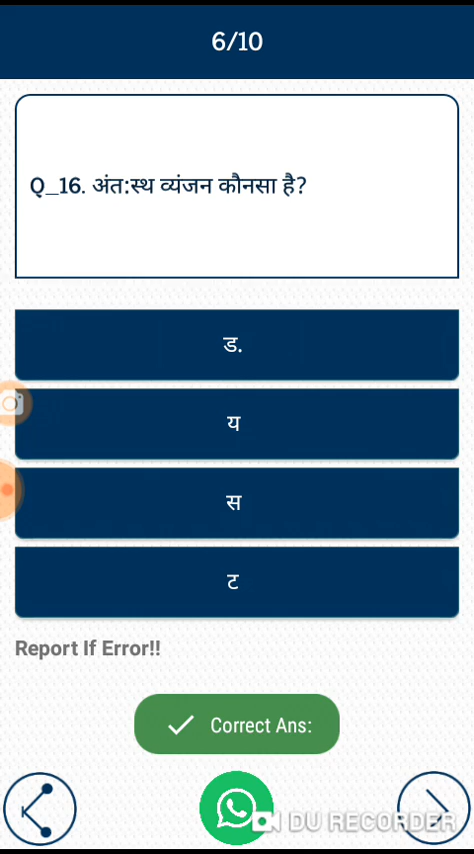 6/10
Q_16. अंत:स्थ व्यंजन कौनसा है?
ड.
य
स
ट
Report If Error!!
Correct Ans:
DU RECORDER